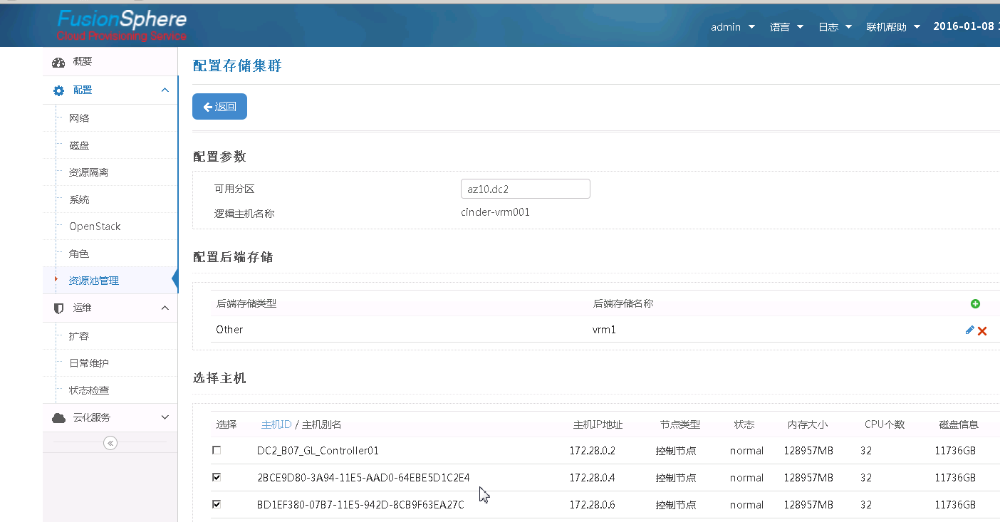 FusionSphere
Cloud Provisioning Service
admin 语言 日志 联机帮助 2016-01-08
概要
配置
网络
磁盘
资源隔离
系统
OpenStack
角色
资源池管理
运维
扩容
日常维护
状态检查
云化服务
配置存储集群
返回
配置参数
可用分区 az10.dc2
逻辑主机名称 cinder-vrm001
配置后端存储
后端存储类型 后端存储名称
Other vrm1
选择主机
选择 主机ID / 主机别名 主机IP地址 节点类型 状态 内存大小 CPU个数 磁盘信息
DC2_B07_GL_Controller01 172.28.0.2 控制节点 normal 128957MB 32 11736GB
2BCE9D80-3A94-11E5-AAD0-64EBE5D1C2E4 172.28.0.4 控制节点 normal 128957MB 32 11736GB
BD1EF380-07B7-11E5-942D-8CB9F63EA27C 172.28.0.6 控制节点 normal 128957MB 32 11736GB